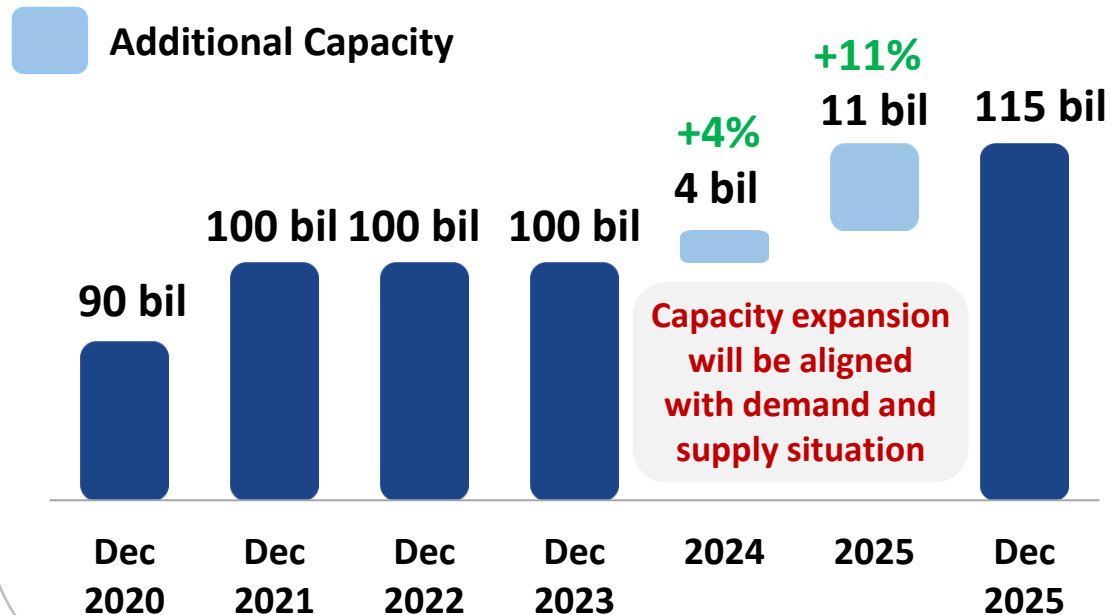 Additional Capacity
+11%
11 bil
115 bil
+4%
4 bil
100 bil
100 bil
100 bil
90 bil
Capacity expansion
will be aligned
with demand and
supply situation
Dec
2020
Dec
2021
Dec
2022
Dec
2023
2024
2025
Dec
2025